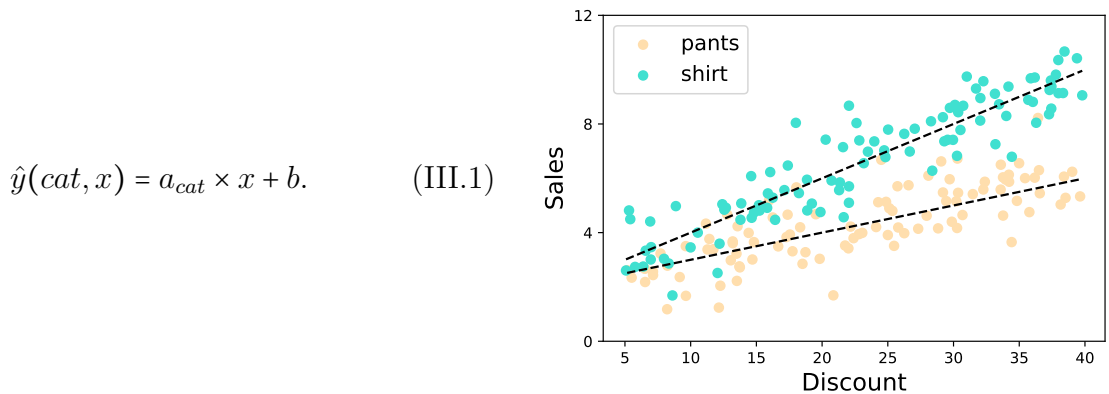 ŷ(cat, x) = a_cat × x + b. (III.1)
12
8
4
0
Sales
pants
shirt
5 10 15 20 25 30 35 40
Discount